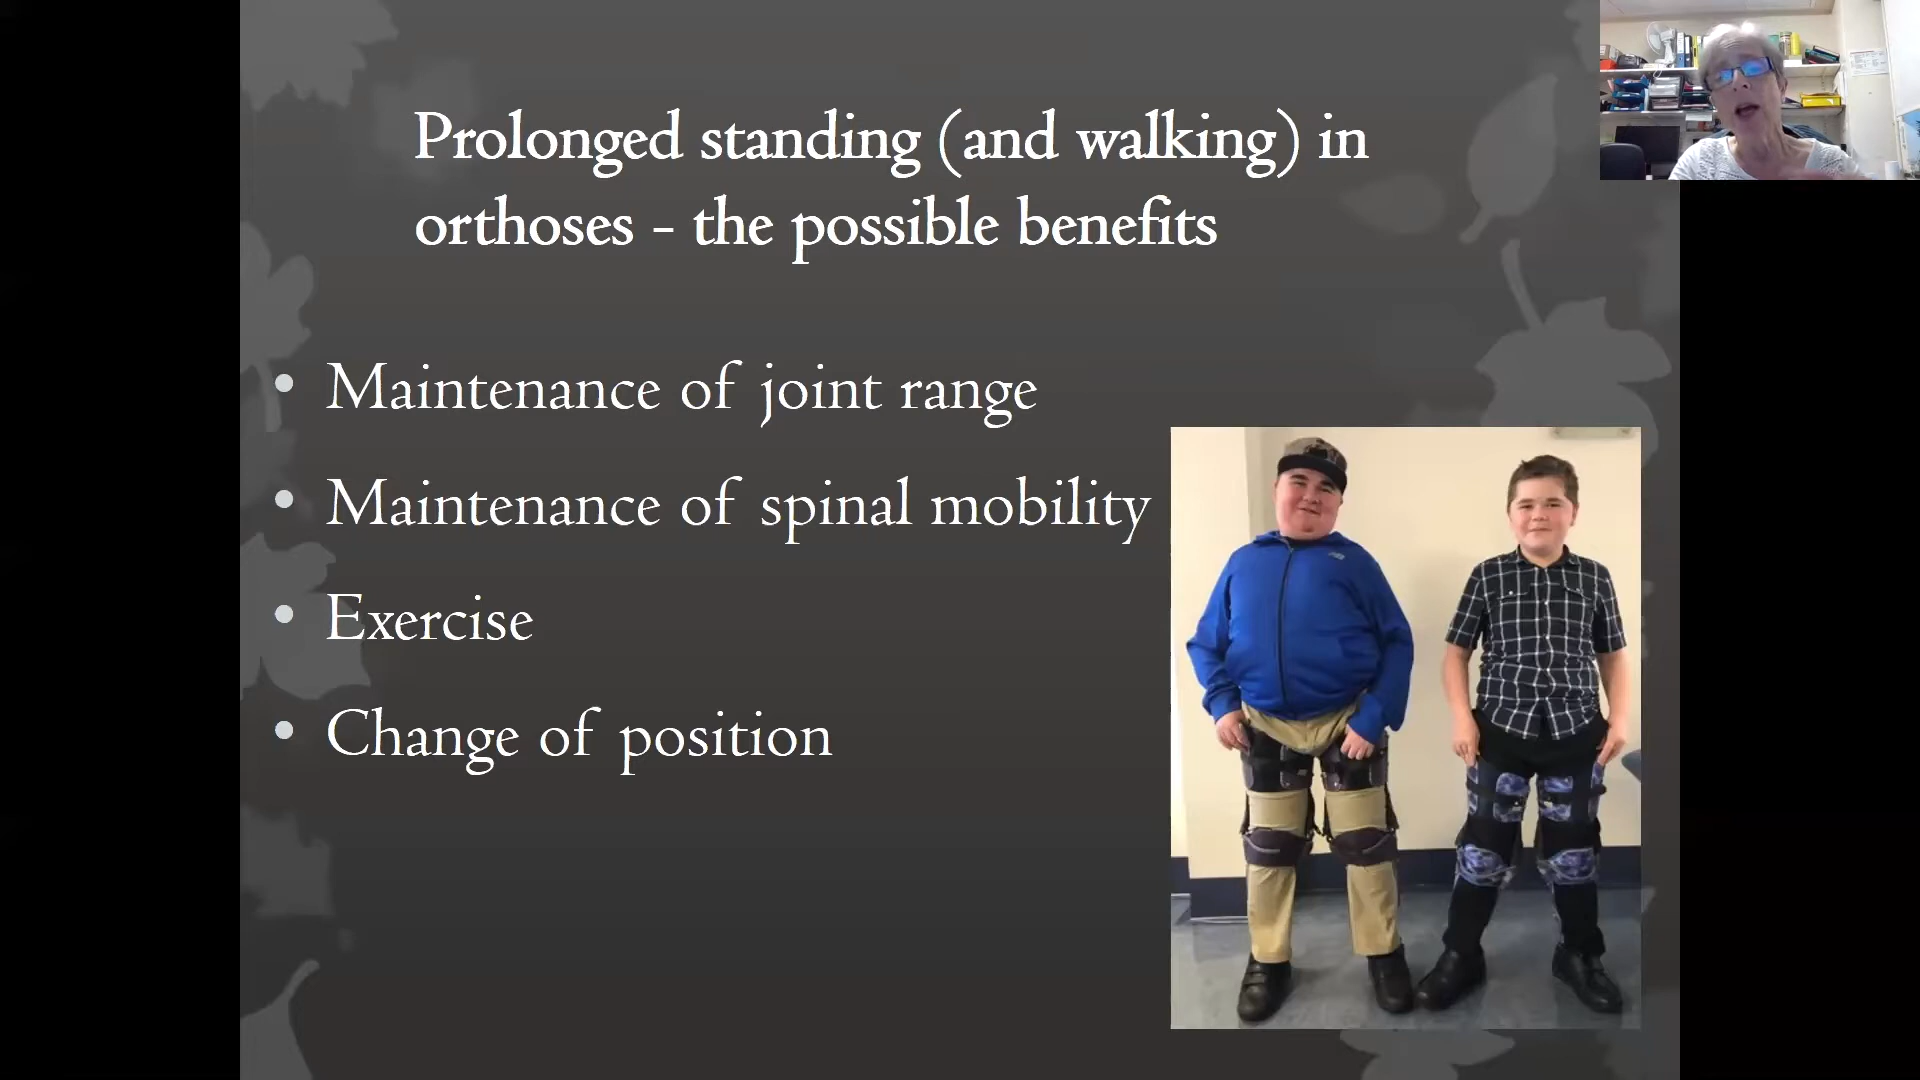 Prolonged standing (and walking) in
orthoses - the possible benefits
• Maintenance of joint range
• Maintenance of spinal mobility
• Exercise
• Change of position